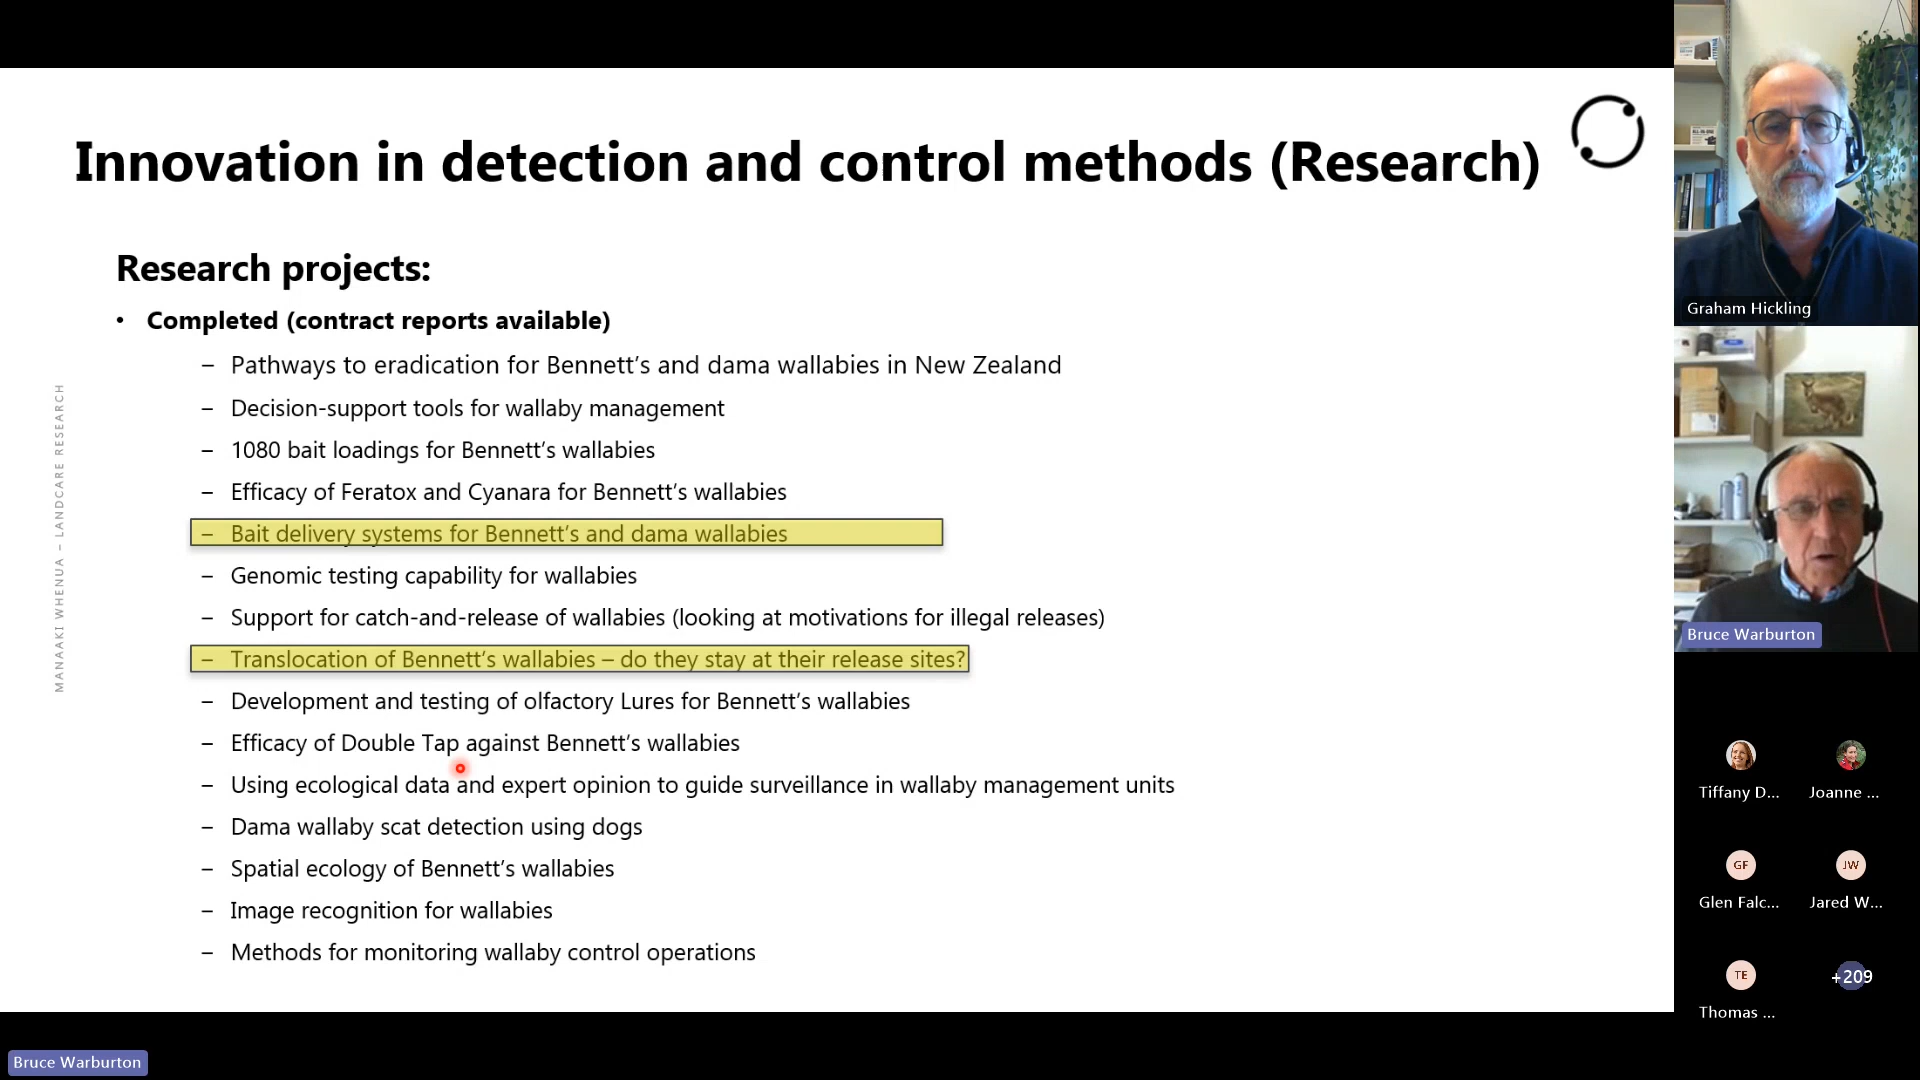 Innovation in detection and control methods (Research)
Research projects:
• Completed (contract reports available)
– Pathways to eradication for Bennett’s and dama wallabies in New Zealand
– Decision-support tools for wallaby management
– 1080 bait loadings for Bennett’s wallabies
– Efficacy of Feratox and Cyanara for Bennett’s wallabies
– Bait delivery systems for Bennett’s and dama wallabies
– Genomic testing capability for wallabies
– Support for catch-and-release of wallabies (looking at motivations for illegal releases)
– Translocation of Bennett’s wallabies – do they stay at their release sites?
– Development and testing of olfactory Lures for Bennett’s wallabies
– Efficacy of Double Tap against Bennett’s wallabies
– Using ecological data and expert opinion to guide surveillance in wallaby management units
– Dama wallaby scat detection using dogs
– Spatial ecology of Bennett’s wallabies
– Image recognition for wallabies
– Methods for monitoring wallaby control operations
MANAAKI WHENUA – LANDCARE RESEARCH
Graham Hickling
Bruce Warburton
Tiffany D...
Joanne ...
GF
JW
Glen Falc...
Jared W...
TE
+209
Thomas ...
Bruce Warburton